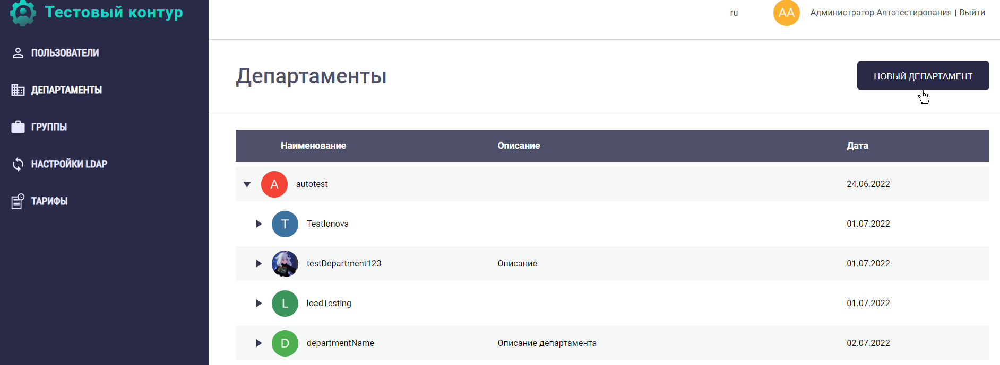 Тестовый контур
ru
АА Администратор Автотестирования | Выйти
ПОЛЬЗОВАТЕЛИ
ДЕПАРТАМЕНТЫ
ГРУППЫ
НАСТРОЙКИ LDAP
ТАРИФЫ
Департаменты
НОВЫЙ ДЕПАРТАМЕНТ
Наименование Описание Дата
A autotest 24.06.2022
T TestIonova 01.07.2022
testDepartment123 Описание 01.07.2022
L loadTesting 01.07.2022
D departmentName Описание департамента 02.07.2022